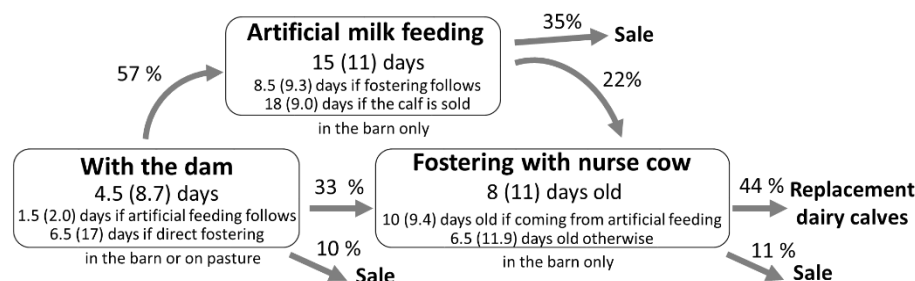 Artificial milk feeding
15 (11) days
8.5 (9.3) days if fostering follows
18 (9.0) days if the calf is sold
in the barn only
35%
Sale
57 %
22%
With the dam
4.5 (8.7) days
1.5 (2.0) days if artificial feeding follows
6.5 (17) days if direct fostering
in the barn or on pasture
33 %
10 %
Sale
Fostering with nurse cow
8 (11) days old
10 (9.4) days old if coming from artificial feeding
6.5 (11.9) days old otherwise
in the barn only
44 %
Replacement
dairy calves
11 %
Sale